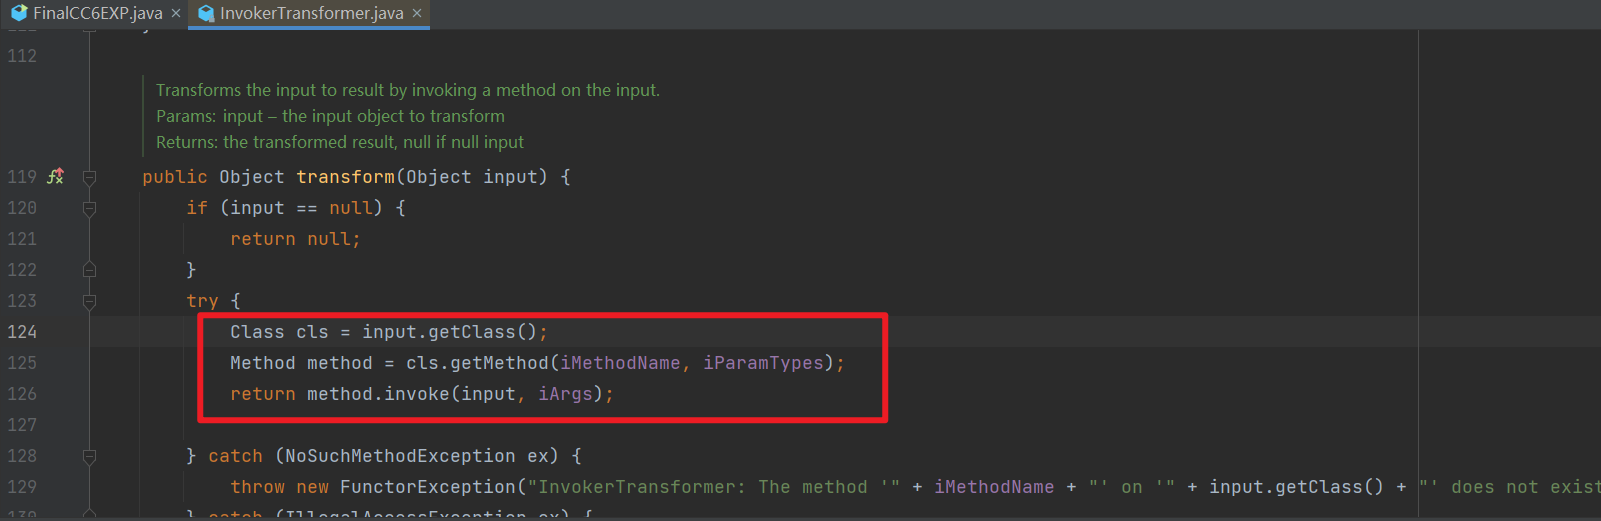 FinalCC6EXP.java × InvokerTransformer.java ×
112
Transforms the input to result by invoking a method on the input.
Params: input – the input object to transform
Returns: the transformed result, null if null input
119 public Object transform(Object input) {
120 if (input == null) {
121 return null;
122 }
123 try {
124 Class cls = input.getClass();
125 Method method = cls.getMethod(iMethodName, iParamTypes);
126 return method.invoke(input, iArgs);
127
128 } catch (NoSuchMethodException ex) {
129 throw new FunctorException("InvokerTransformer: The method '" + iMethodName + "' on '" + input.getClass() + "' does not exist
130 } catch (IllegalAccessException ex) {